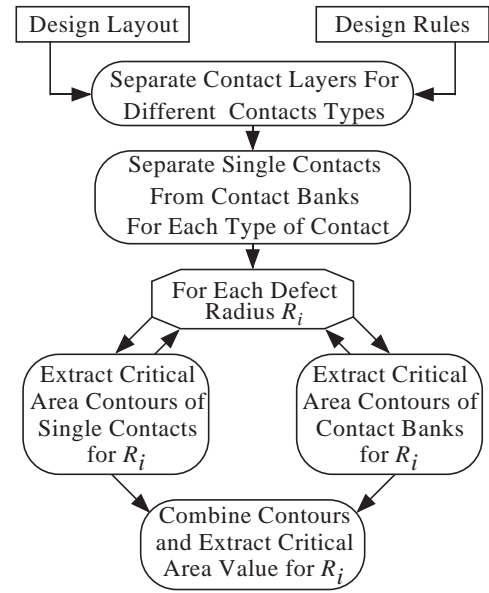 Design Layout
Design Rules
Separate Contact Layers For
Different Contacts Types
Separate Single Contacts
From Contact Banks
For Each Type of Contact
For Each Defect
Radius R_i
Extract Critical
Area Contours of
Single Contacts
for R_i
Extract Critical
Area Contours of
Contact Banks
for R_i
Combine Contours
and Extract Critical
Area Value for R_i